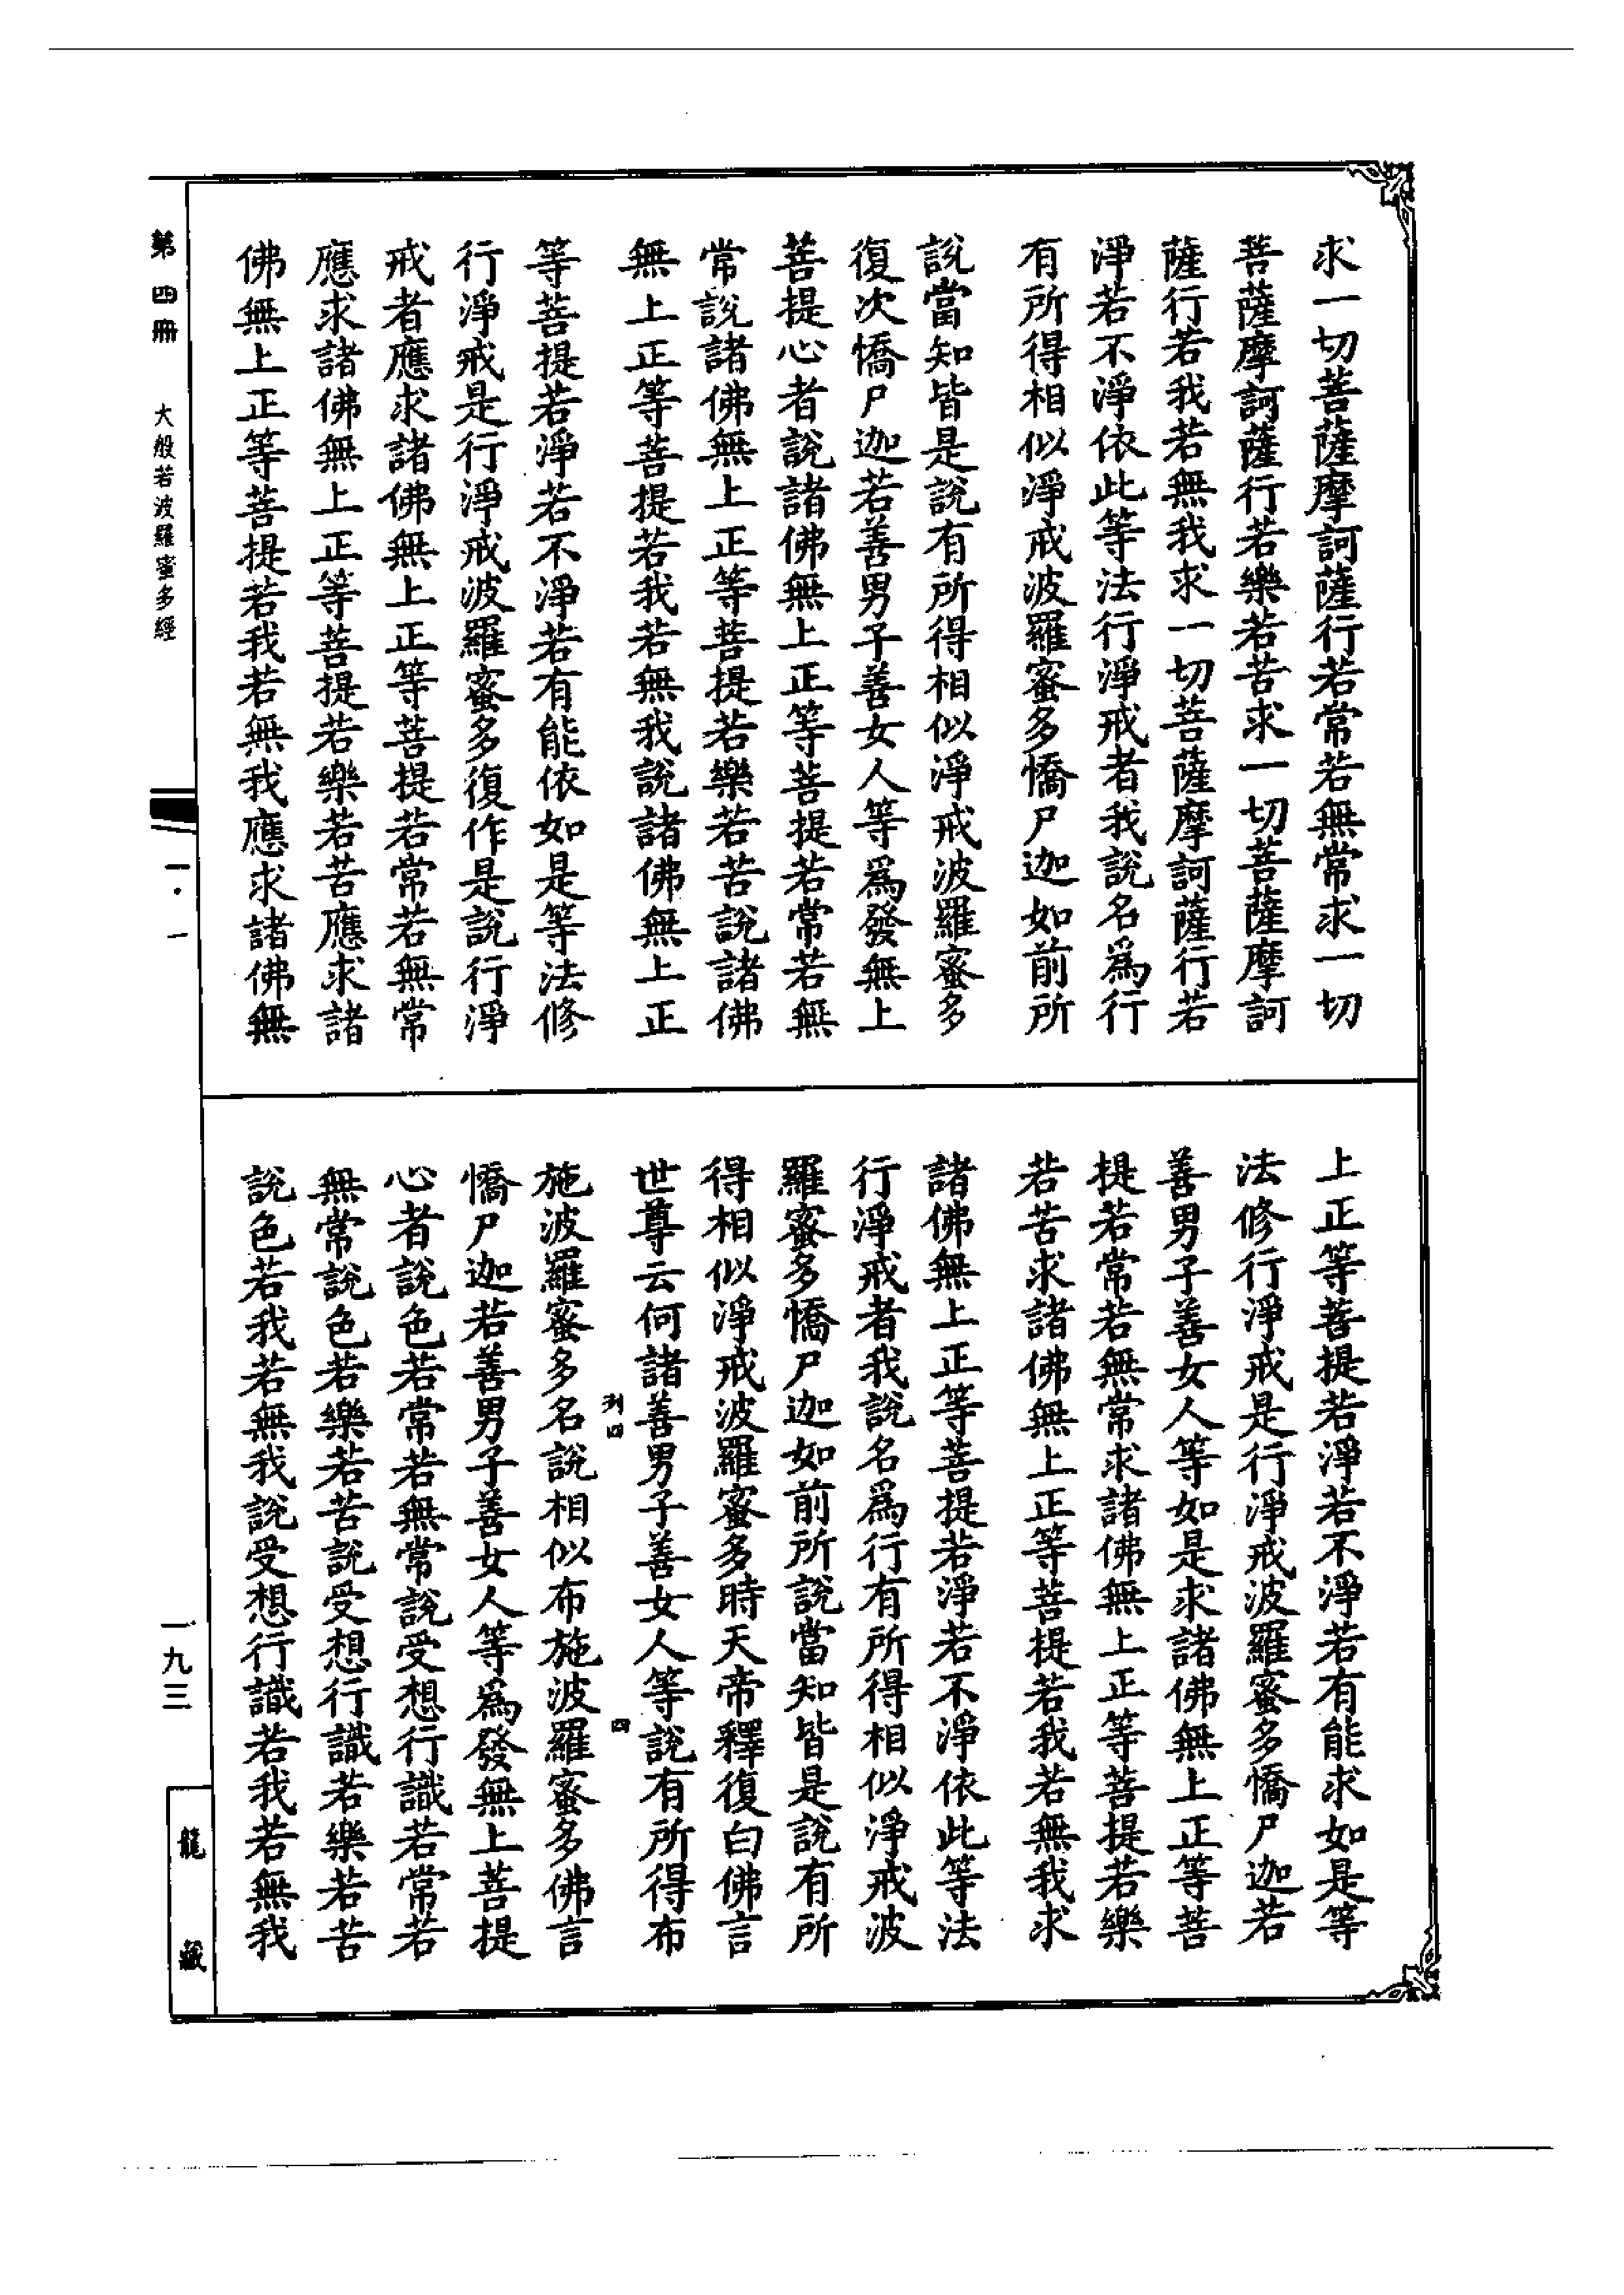 求一切菩薩摩訶薩行若常若無常求一切
菩薩摩訶薩行若樂若苦求一切菩薩摩訶
薩行若我若無我求一切菩薩摩訶薩行若
淨若不淨依此等法行淨戒者我說名為行
有所得相似淨戒波羅蜜多憍尸迦如前所
說當知皆是說有所得相似淨戒波羅蜜多
復次憍尸迦若善男子善女人等為發無上
菩提心者說諸佛無上正等菩提若常若無
常說諸佛無上正等菩提若樂若苦說諸佛
無上正等菩提若我若無我說諸佛無上正
等菩提若淨若不淨若有能依如是等法修
行淨戒是行淨戒波羅蜜多復作是說行淨
戒者應求諸佛無上正等菩提若常若無常
應求諸佛無上正等菩提若樂若苦應求諸
佛無上正等菩提若我若無我應求諸佛無
上正等菩提若淨若不淨若有能求如是等
法修行淨戒是行淨戒波羅蜜多憍尸迦若
善男子善女人等如是求諸佛無上正等菩
提若常若無常求諸佛無上正等菩提若樂
若苦求諸佛無上正等菩提若我若無我求
諸佛無上正等菩提若淨若不淨依此等法
行淨戒者我說名為行有所得相似淨戒波
羅蜜多憍尸迦如前所說當知皆是說有所
得相似淨戒波羅蜜多時天帝釋復白佛言
世尊云何諸善男子善女人等說有所得布
施波羅蜜多名說相似布施波羅蜜多佛言
憍尸迦若善男子善女人等為發無上菩提
心者說色若常若無常說受想行識若常若
無常說色若樂若苦說受想行識若樂若苦
說色若我若無我說受想行識若我若無我
第四冊 大般若波羅蜜多經
一·一
一九三
龍藏